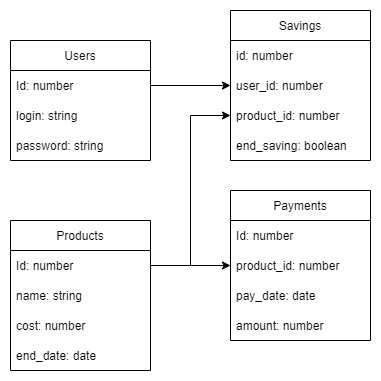 Users
Id: number
login: string
password: string
Savings
id: number
user_id: number
product_id: number
end_saving: boolean
Products
Id: number
name: string
cost: number
end_date: date
Payments
Id: number
product_id: number
pay_date: date
amount: number